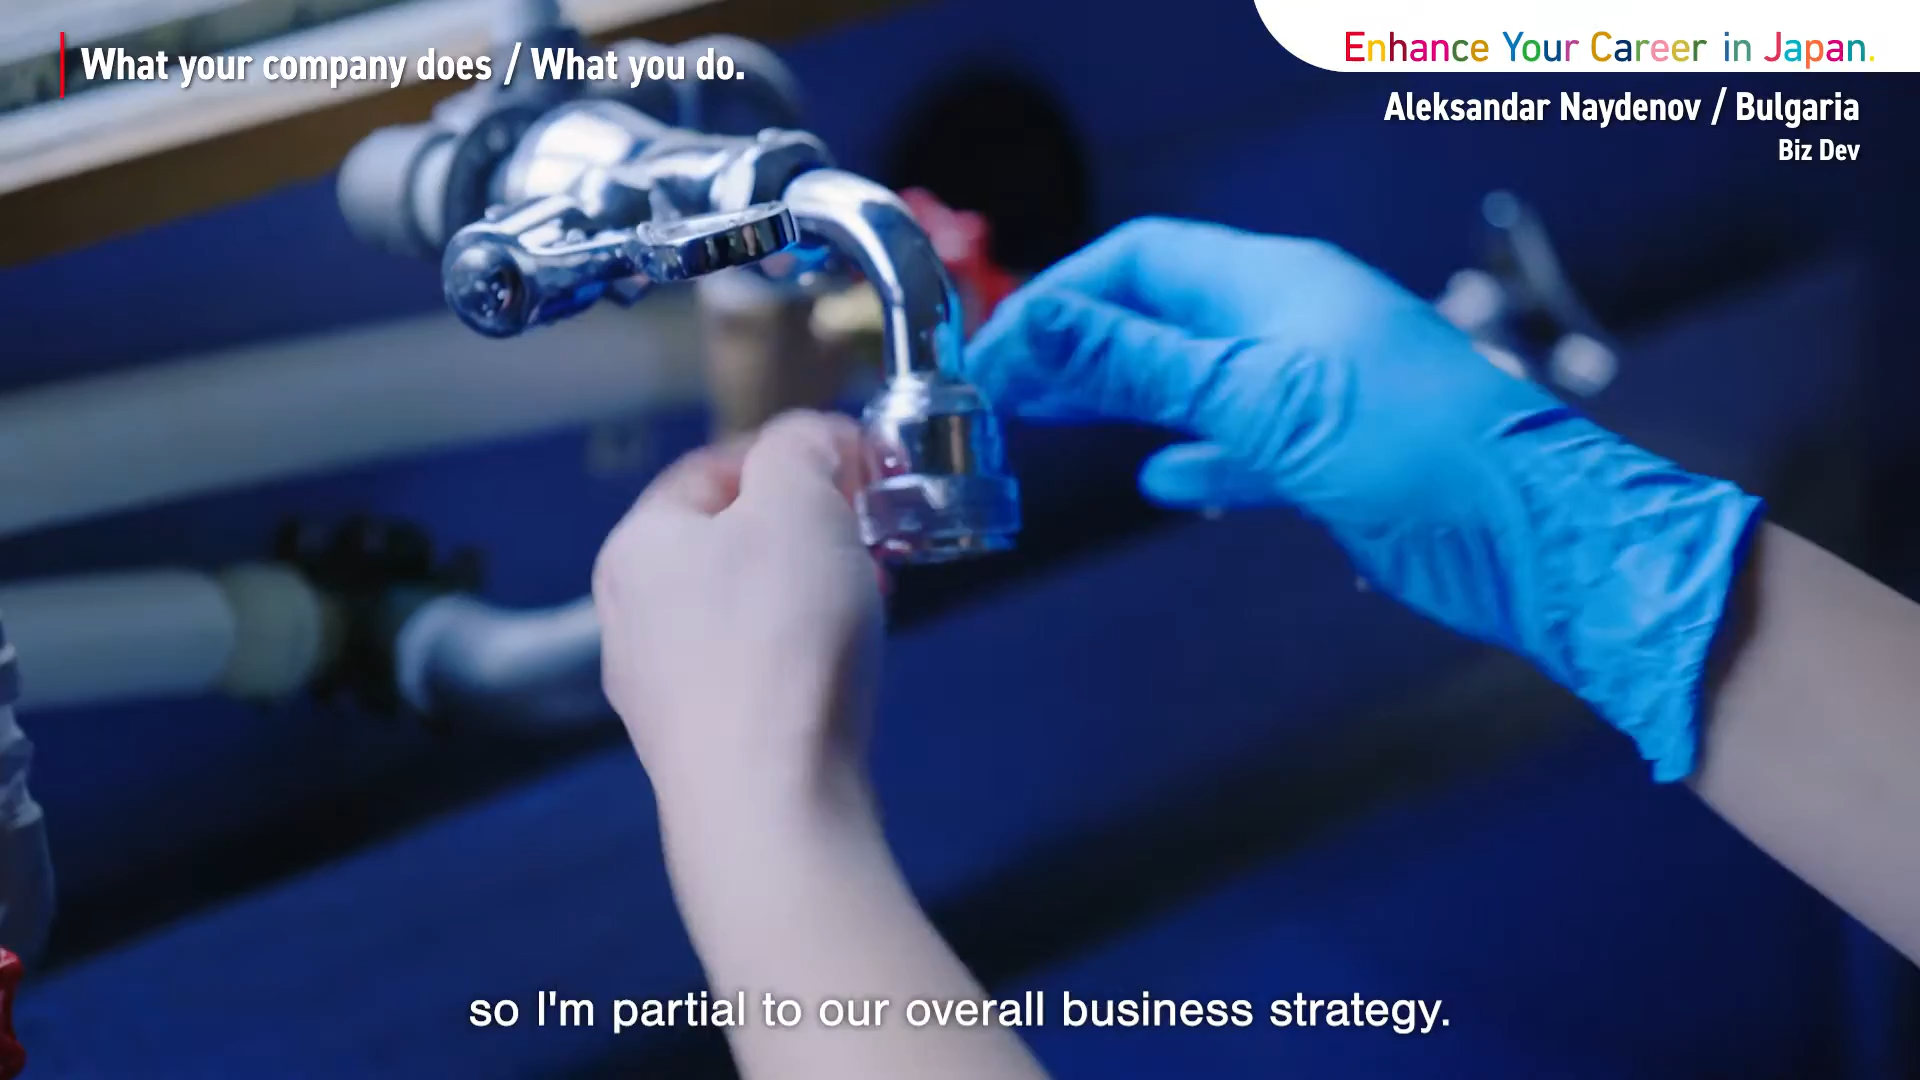 What your company does / What you do.
Enhance Your Career in Japan.
Aleksandar Naydenov / Bulgaria
Biz Dev
so I'm partial to our overall business strategy.